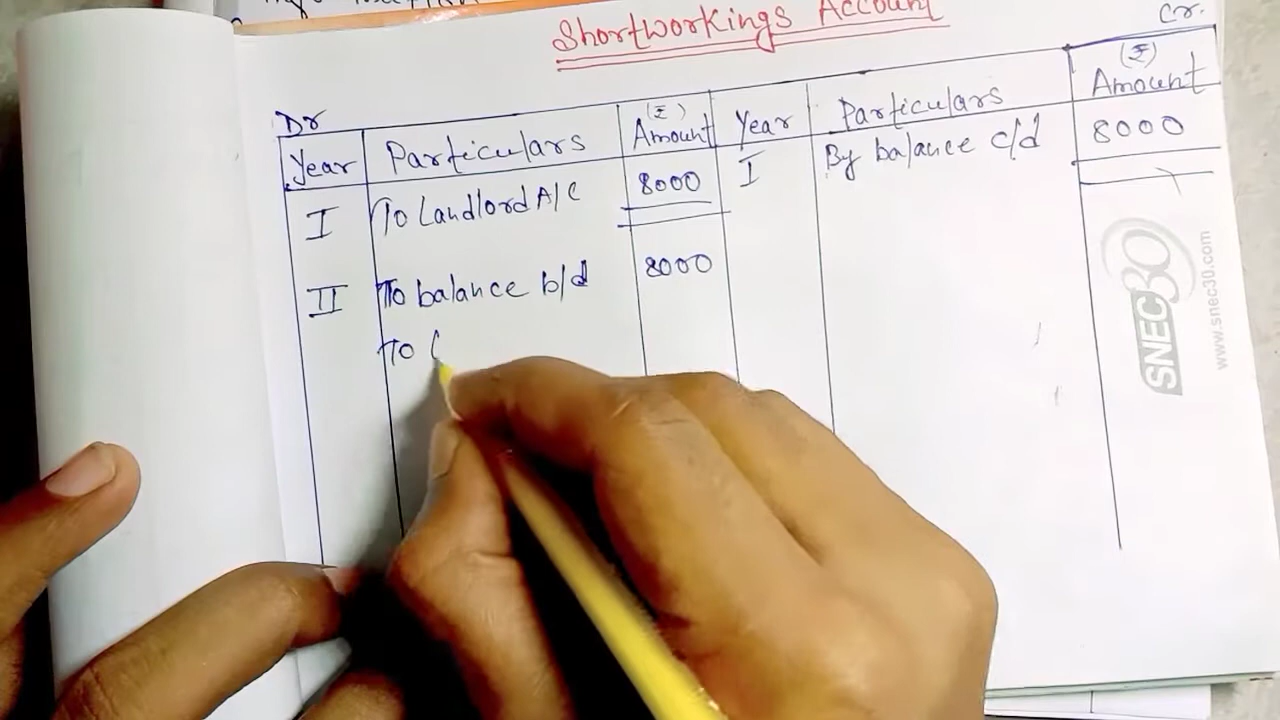 Shortworkings Account
Dr
Cr.
Year Particulars (₹) Amount Year Particulars (₹) Amount
I To Landlord A/C 8000 I By balance c/d 8000
II To balance b/d 8000
To
SNEC30
www.snec30.com